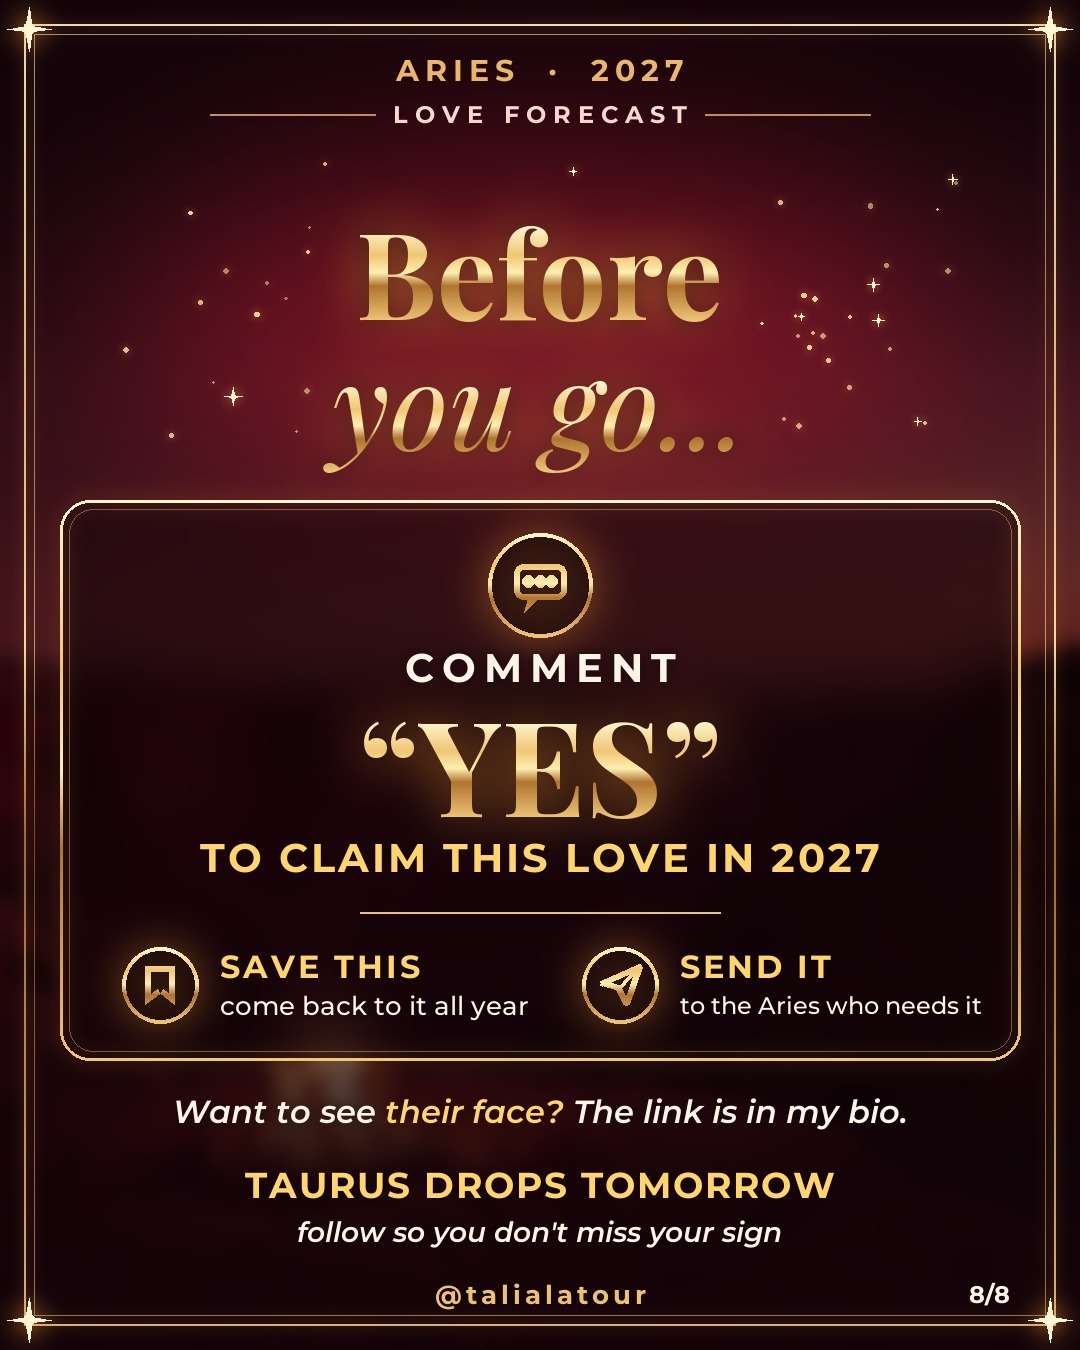 ARIES · 2027
LOVE FORECAST
Before
you go...
COMMENT
“YES”
TO CLAIM THIS LOVE IN 2027
SAVE THIS
come back to it all year
SEND IT
to the Aries who needs it
Want to see their face? The link is in my bio.
TAURUS DROPS TOMORROW
follow so you don't miss your sign
@talialatour
8/8